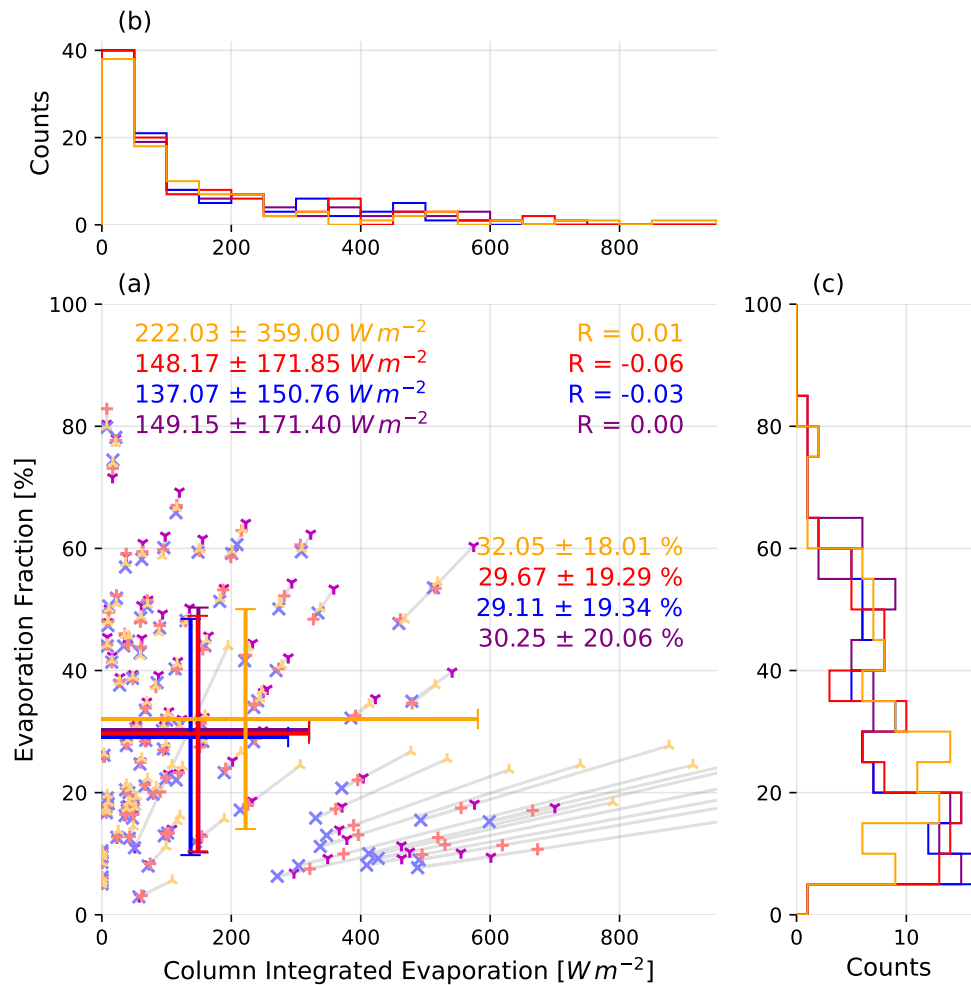 (b)
40
20
0
Counts
0 200 400 600 800
(a)
(c)
100
80
60
40
20
0
Evaporation Fraction [%]
222.03 ± 359.00 W m⁻²
148.17 ± 171.85 W m⁻²
137.07 ± 150.76 W m⁻²
149.15 ± 171.40 W m⁻²
R = 0.01
R = -0.06
R = -0.03
R = 0.00
32.05 ± 18.01 %
29.67 ± 19.29 %
29.11 ± 19.34 %
30.25 ± 20.06 %
0 200 400 600 800
Column Integrated Evaporation [W m⁻²]
100
80
60
40
20
0
0 10
Counts